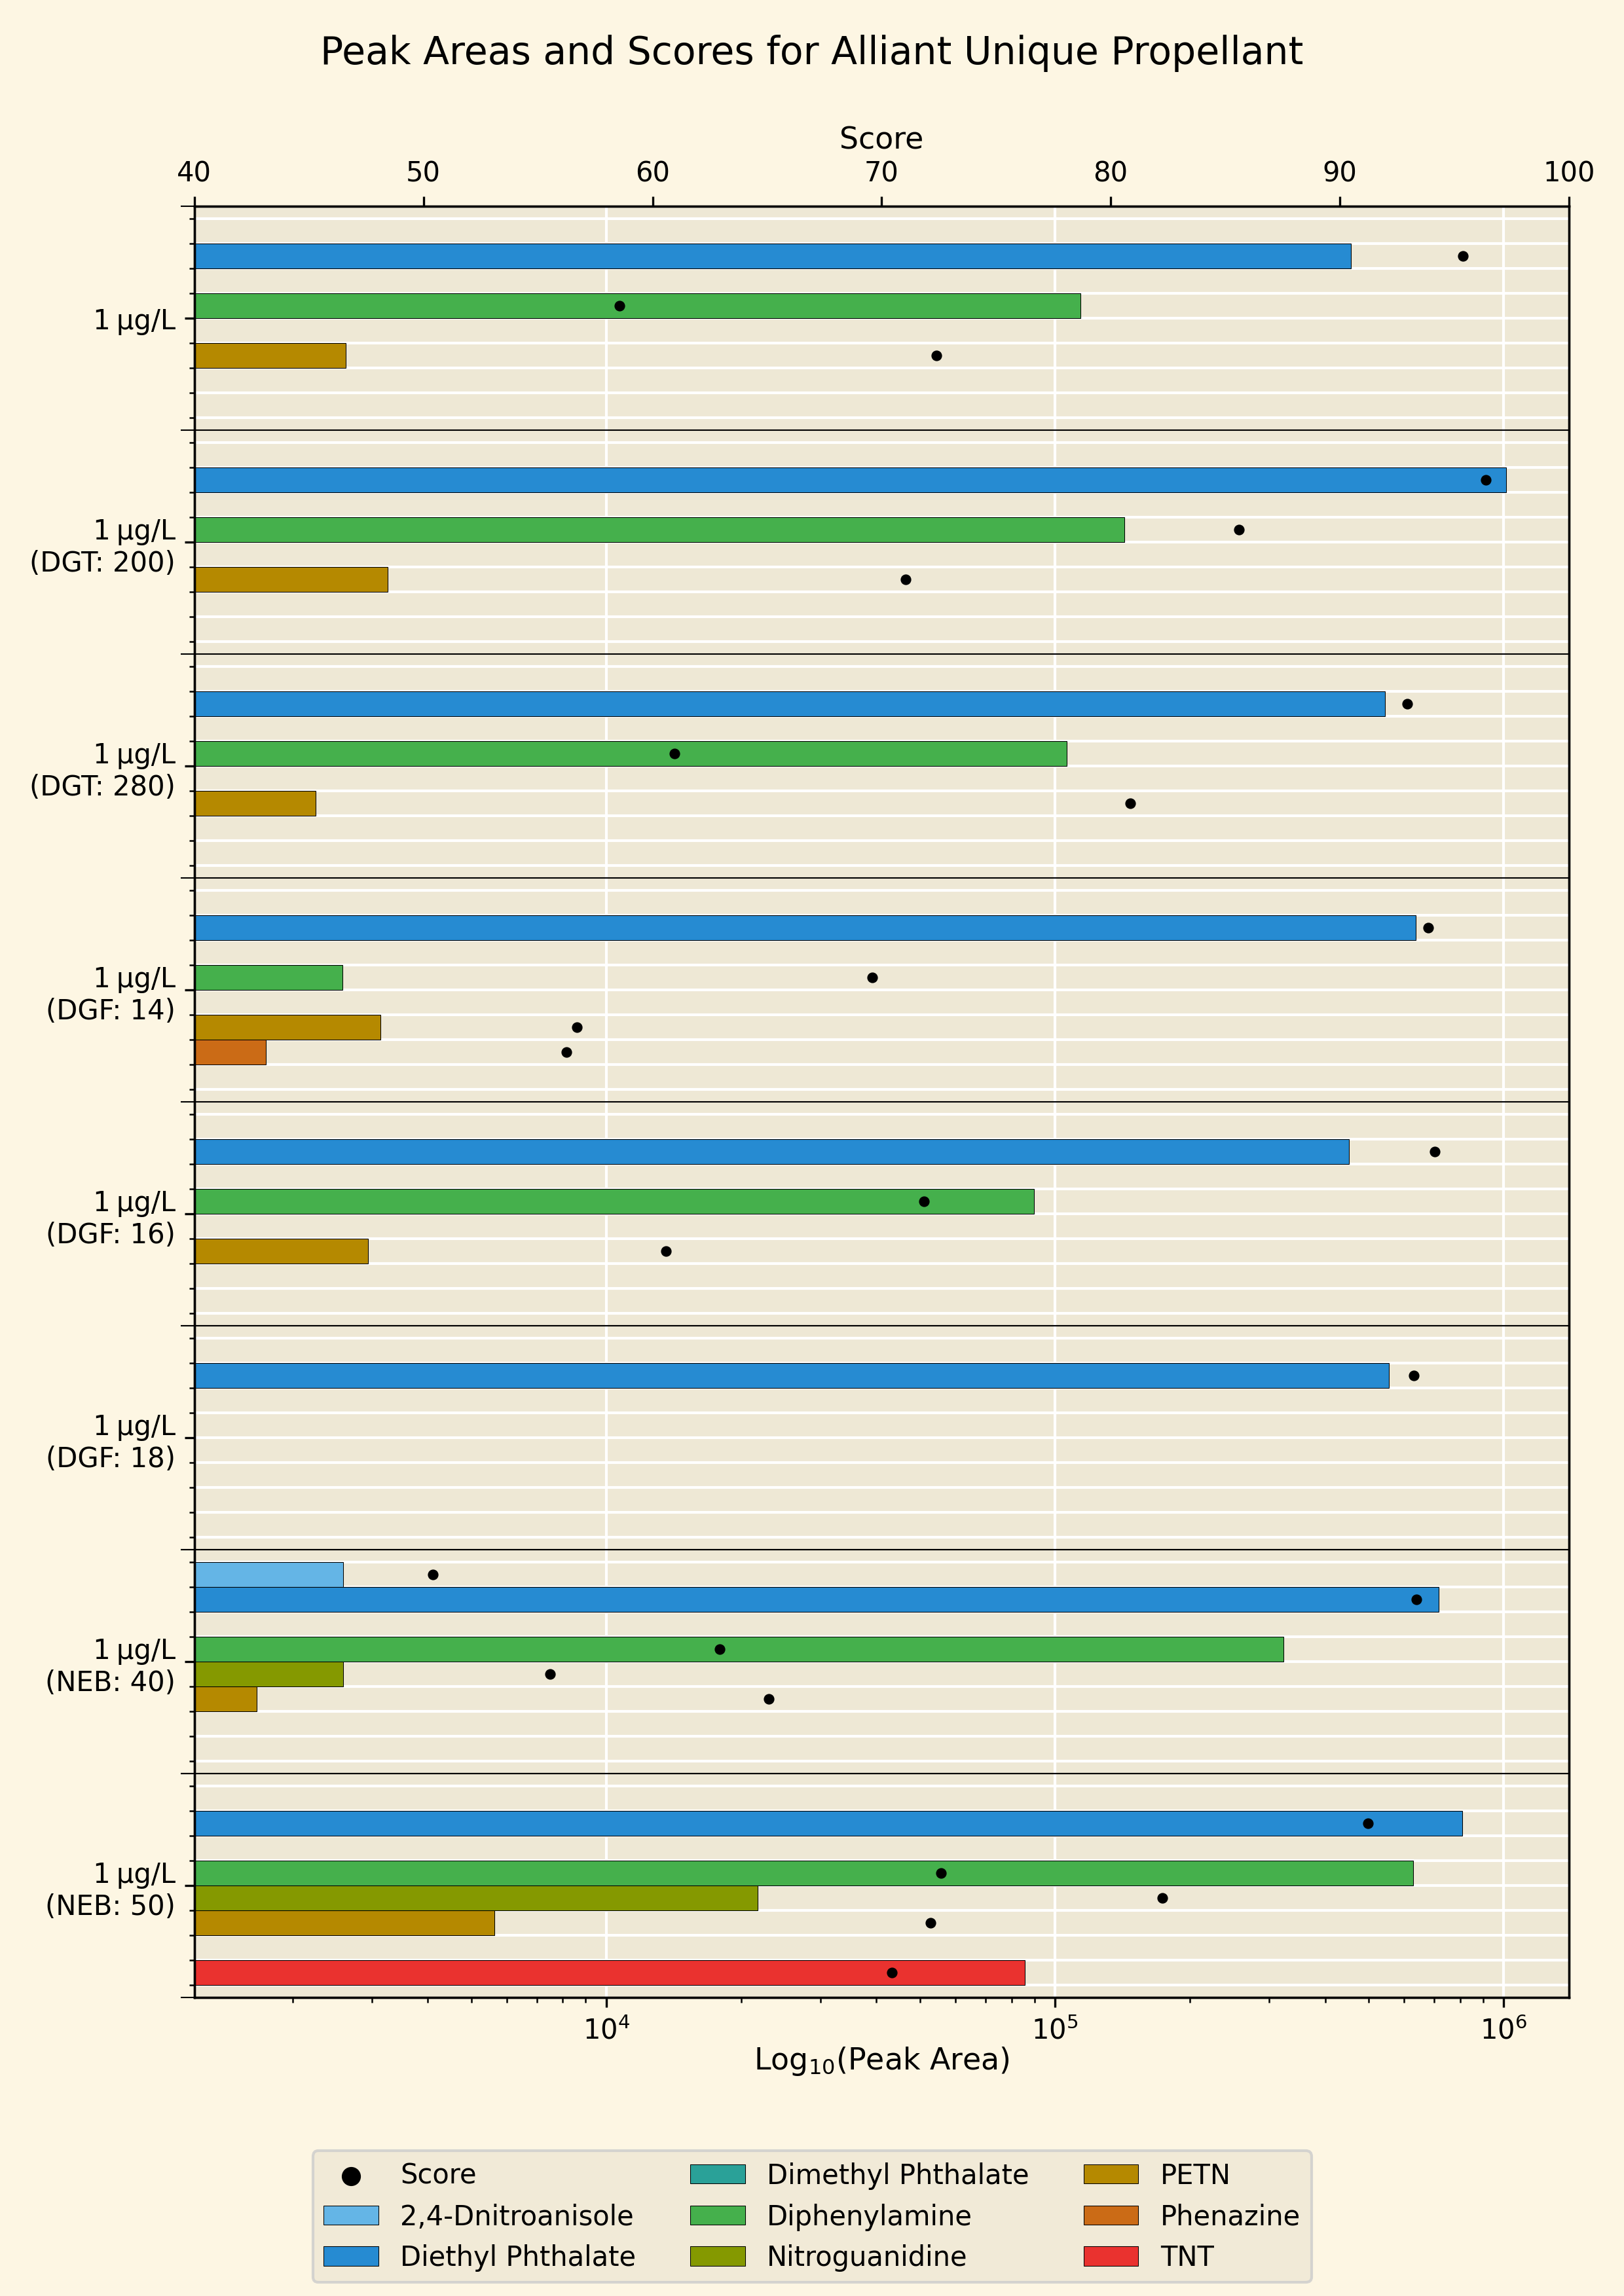 Peak Areas and Scores for Alliant Unique Propellant
Score
40 50 60 70 80 90 100
1 µg/L
1 µg/L
(DGT: 200)
1 µg/L
(DGT: 280)
1 µg/L
(DGF: 14)
1 µg/L
(DGF: 16)
1 µg/L
(DGF: 18)
1 µg/L
(NEB: 40)
1 µg/L
(NEB: 50)
10⁴ 10⁵ 10⁶
Log₁₀(Peak Area)
Score
2,4-Dnitroanisole
Diethyl Phthalate
Dimethyl Phthalate
Diphenylamine
Nitroguanidine
PETN
Phenazine
TNT